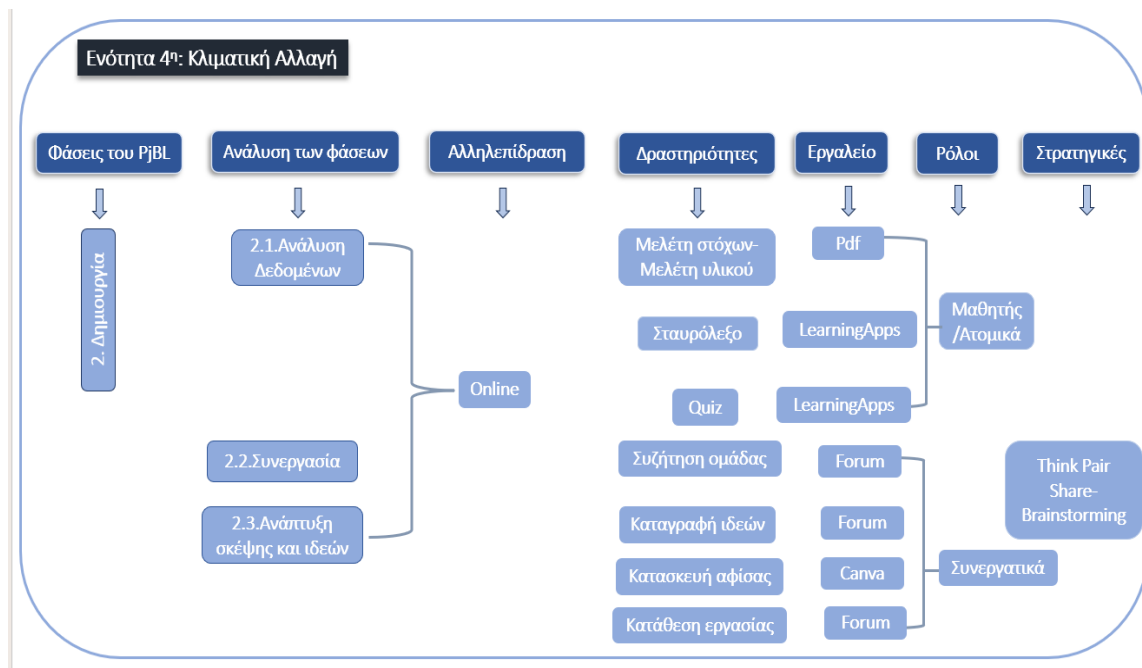 Ενότητα 4η: Κλιματική Αλλαγή
Φάσεις του PjBL
Ανάλυση των φάσεων
Αλληλεπίδραση
Δραστηριότητες
Εργαλείο
Ρόλοι
Στρατηγικές
2. Δημιουργία
2.1.Ανάλυση
Δεδομένων
2.2.Συνεργασία
2.3.Ανάπτυξη
σκέψης και ιδεών
Online
Μελέτη στόχων-
Μελέτη υλικού
Pdf
Σταυρόλεξο
LearningApps
Quiz
LearningApps
Μαθητής
/Ατομικά
Συζήτηση ομάδας
Forum
Καταγραφή ιδεών
Forum
Κατασκευή αφίσας
Canva
Κατάθεση εργασίας
Forum
Συνεργατικά
Think Pair
Share-
Brainstorming